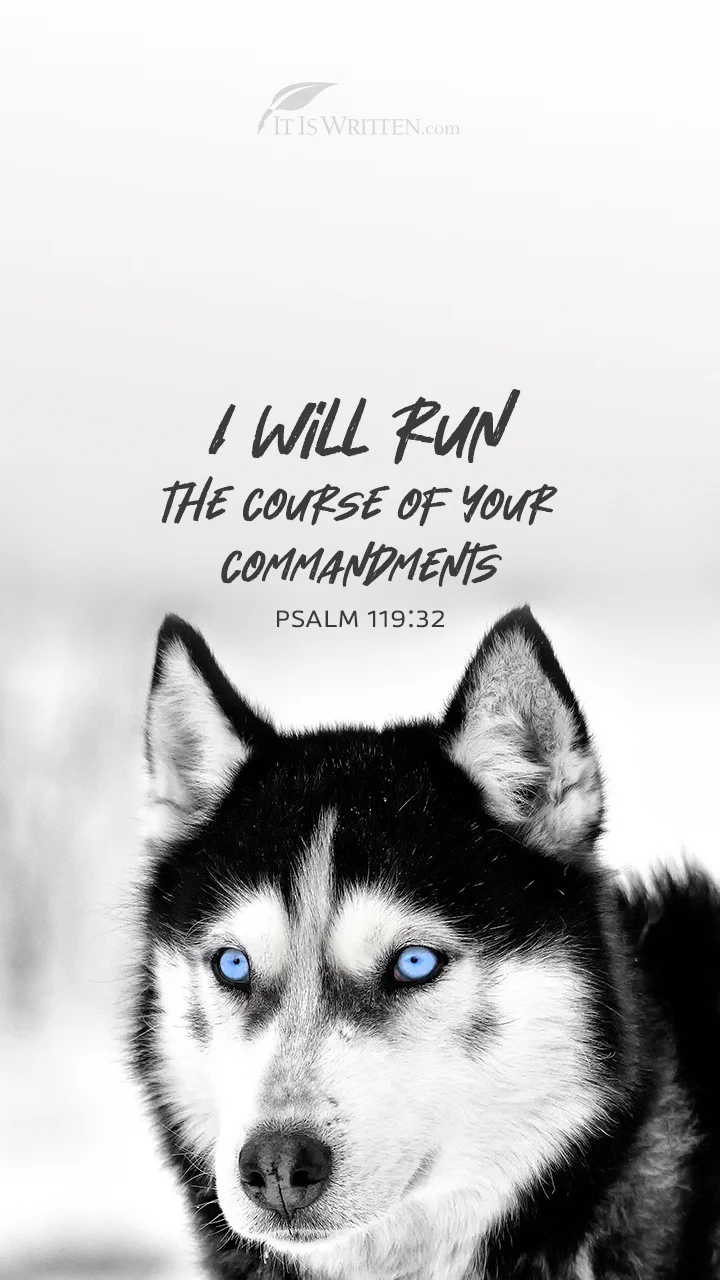 IT IS WRITTEN.com
I WILL RUN
THE COURSE OF YOUR
COMMANDMENTS
PSALM 119:32